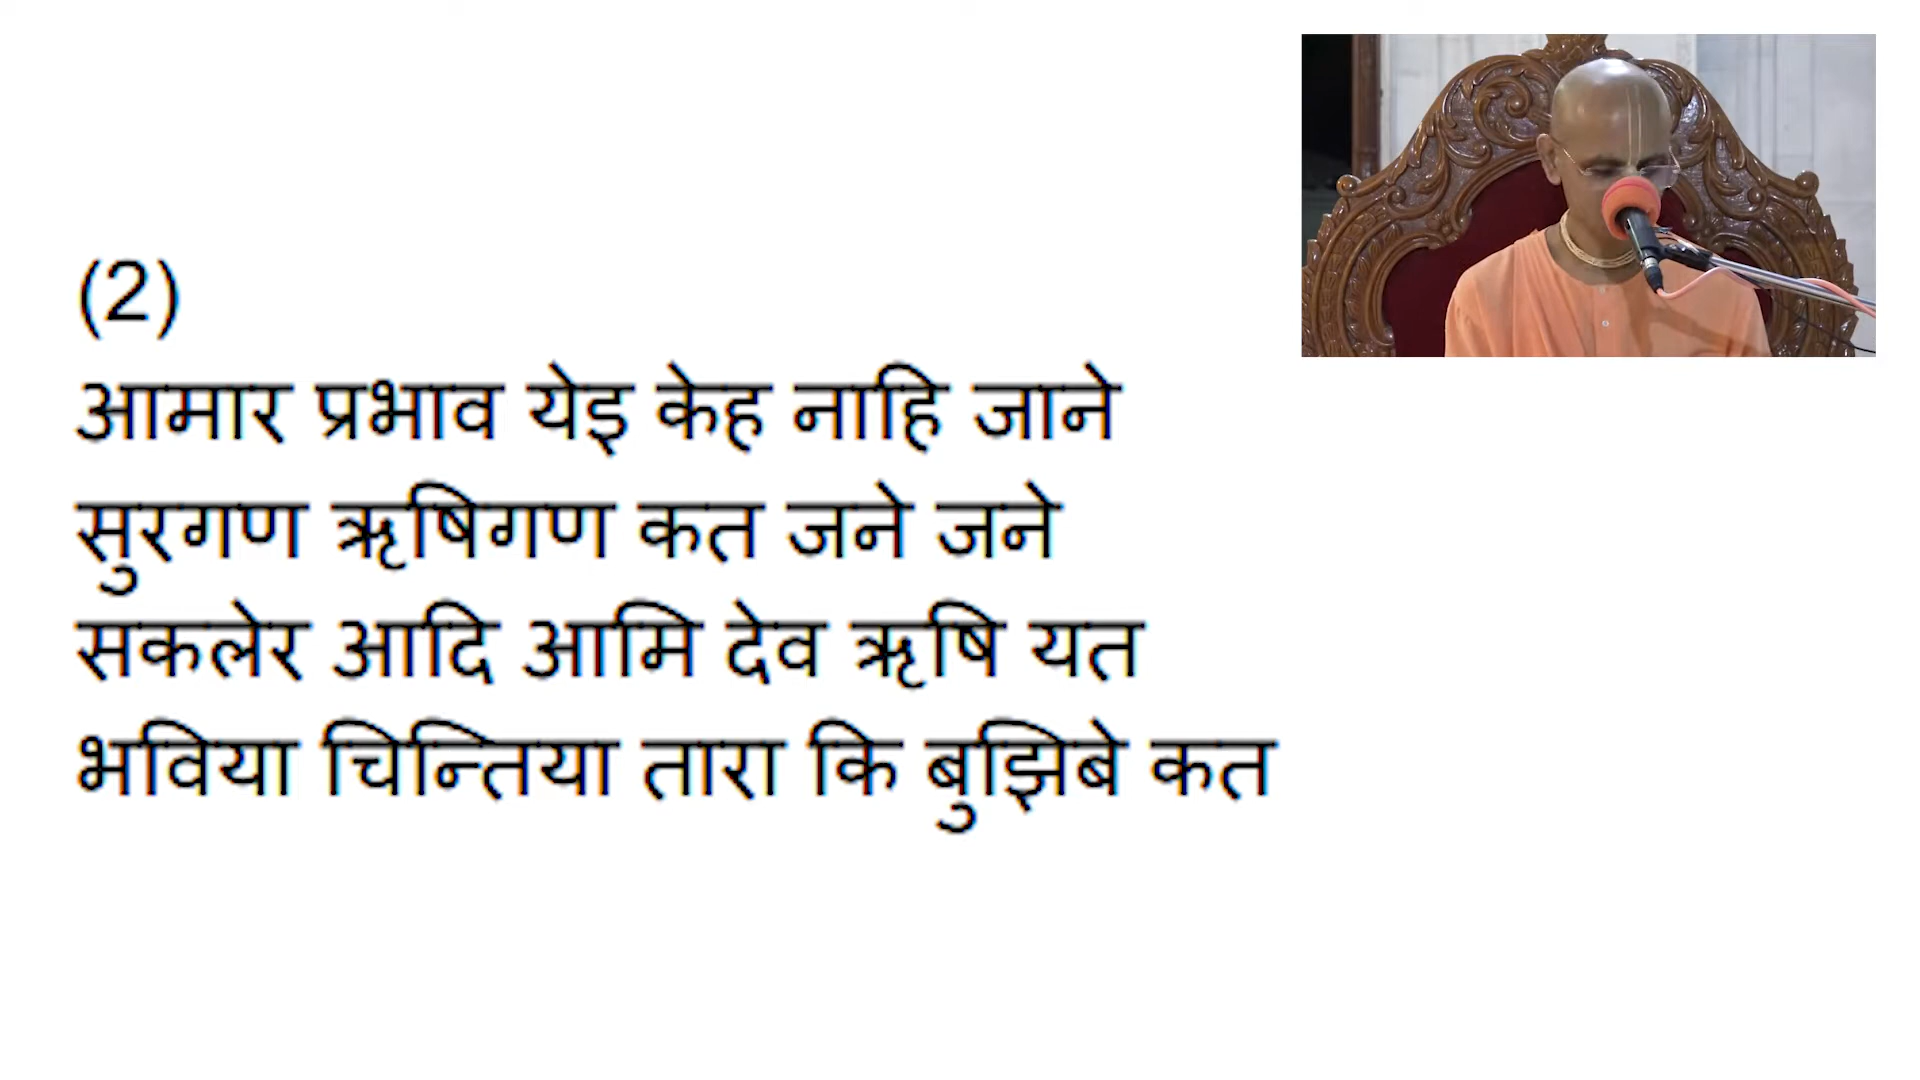 (2)
आमार प्रभाव येइ केह नाहि जाने
सुरगण ऋषिगण कत जने जने
सकलेर आदि आमि देव ऋषि यत
भविया चिन्तिया तारा कि बुझिबे कत